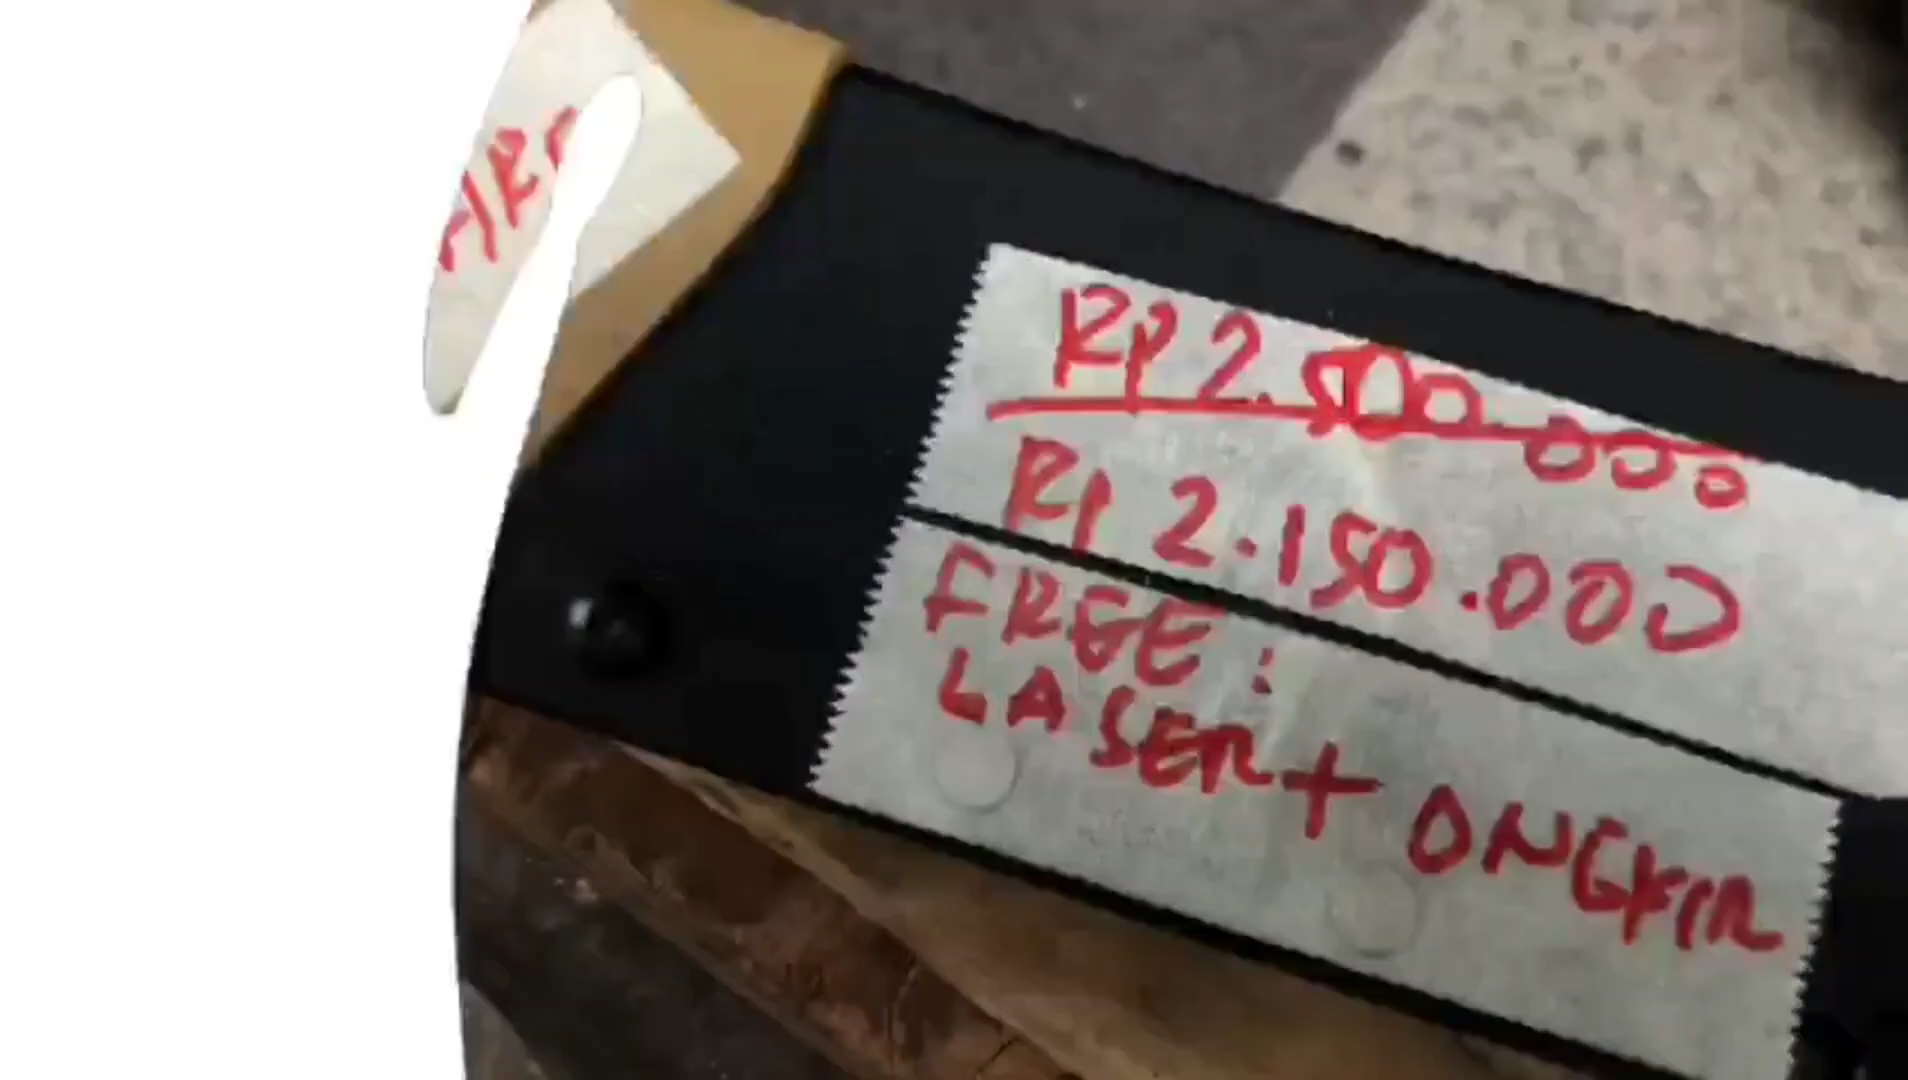 Rp 2.500.000
Rp 2.150.000
FREE:
LASER + ONGKIR